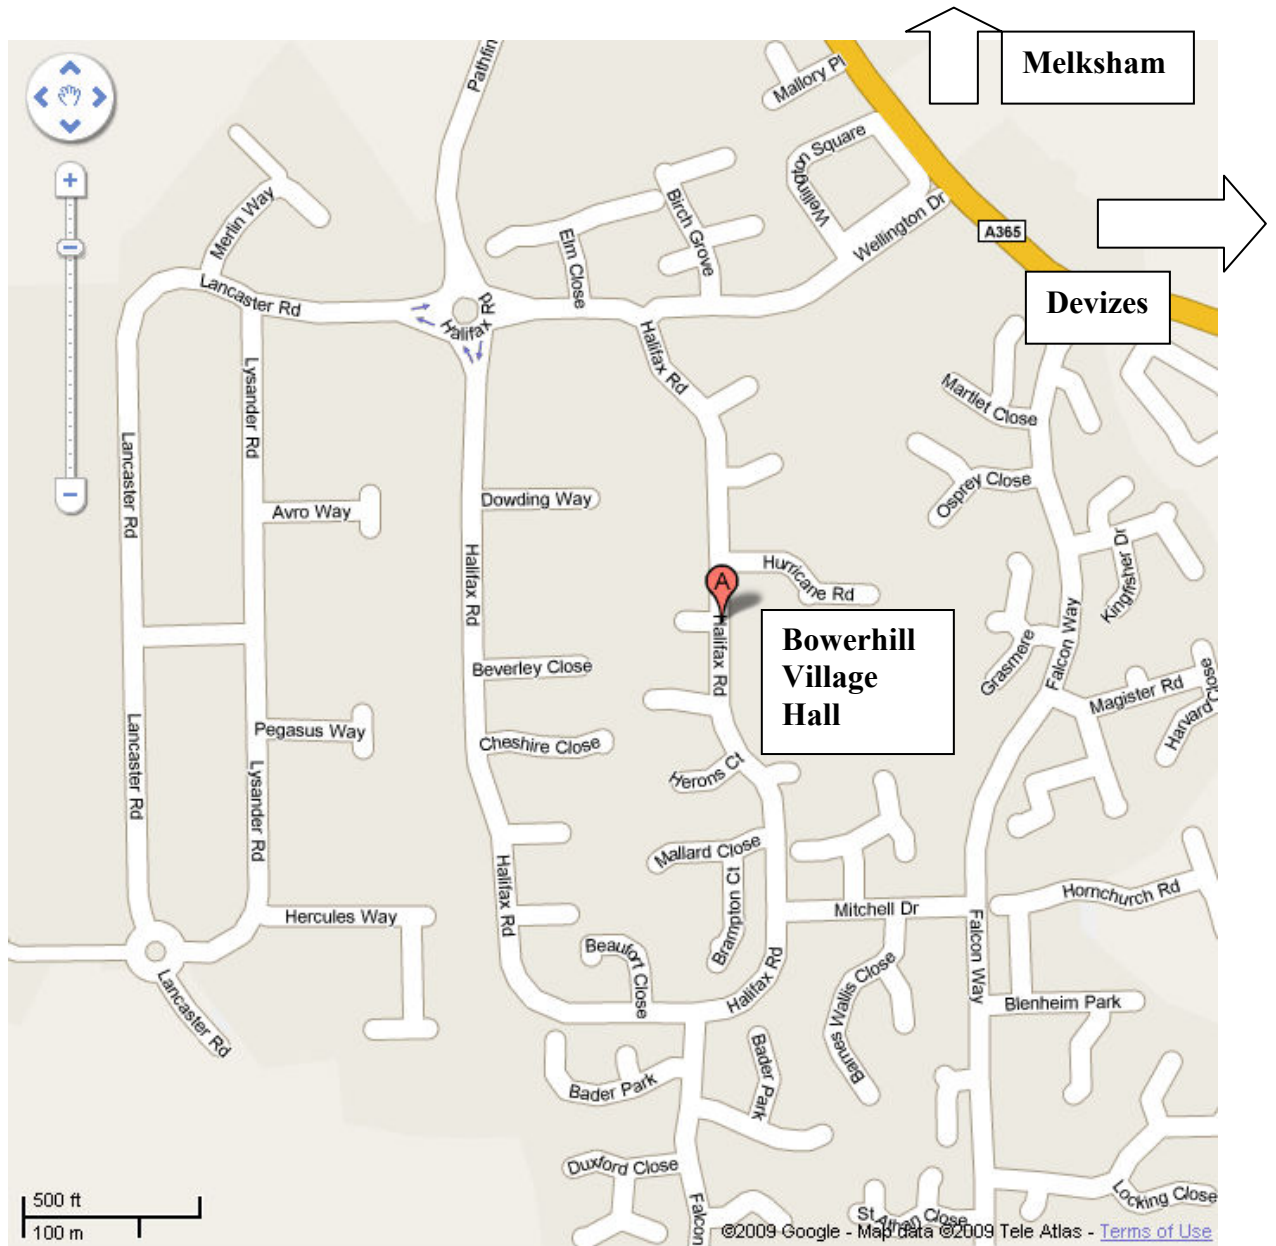 Melksham
Pathfin
Mallory Pl
Wellington Square
Wellington Dr
A365
Devizes
Merlin Way
Birch Grove
Elm Close
Lancaster Rd
Halifax Rd
Halifax Rd
Lysander Rd
Martlet Close
Lancaster Rd
Osprey Close
Dowding Way
Avro Way
Kingfisher Dr
Halifax Rd
Hurricane Rd
A
Halifax Rd
Falcon Way
Grasmere
Bowerhill
Village
Hall
Beverley Close
Magister Rd
Harvard Close
Pegasus Way
Cheshire Close
Herons Ct
Lancaster Rd
Lysander Rd
Mallard Close
Brampton Ct
Halifax Rd
Hornchurch Rd
Mitchell Dr
Hercules Way
Beaufort Close
Halifax Rd
Barnes Wallis Close
Falcon Way
Blenheim Park
Lancaster Rd
Bader Park
Bader Park
Duxford Close
Falcon
St Athan Close
Locking Close
500 ft
100 m
©2009 Google - Map data ©2009 Tele Atlas - Terms of Use